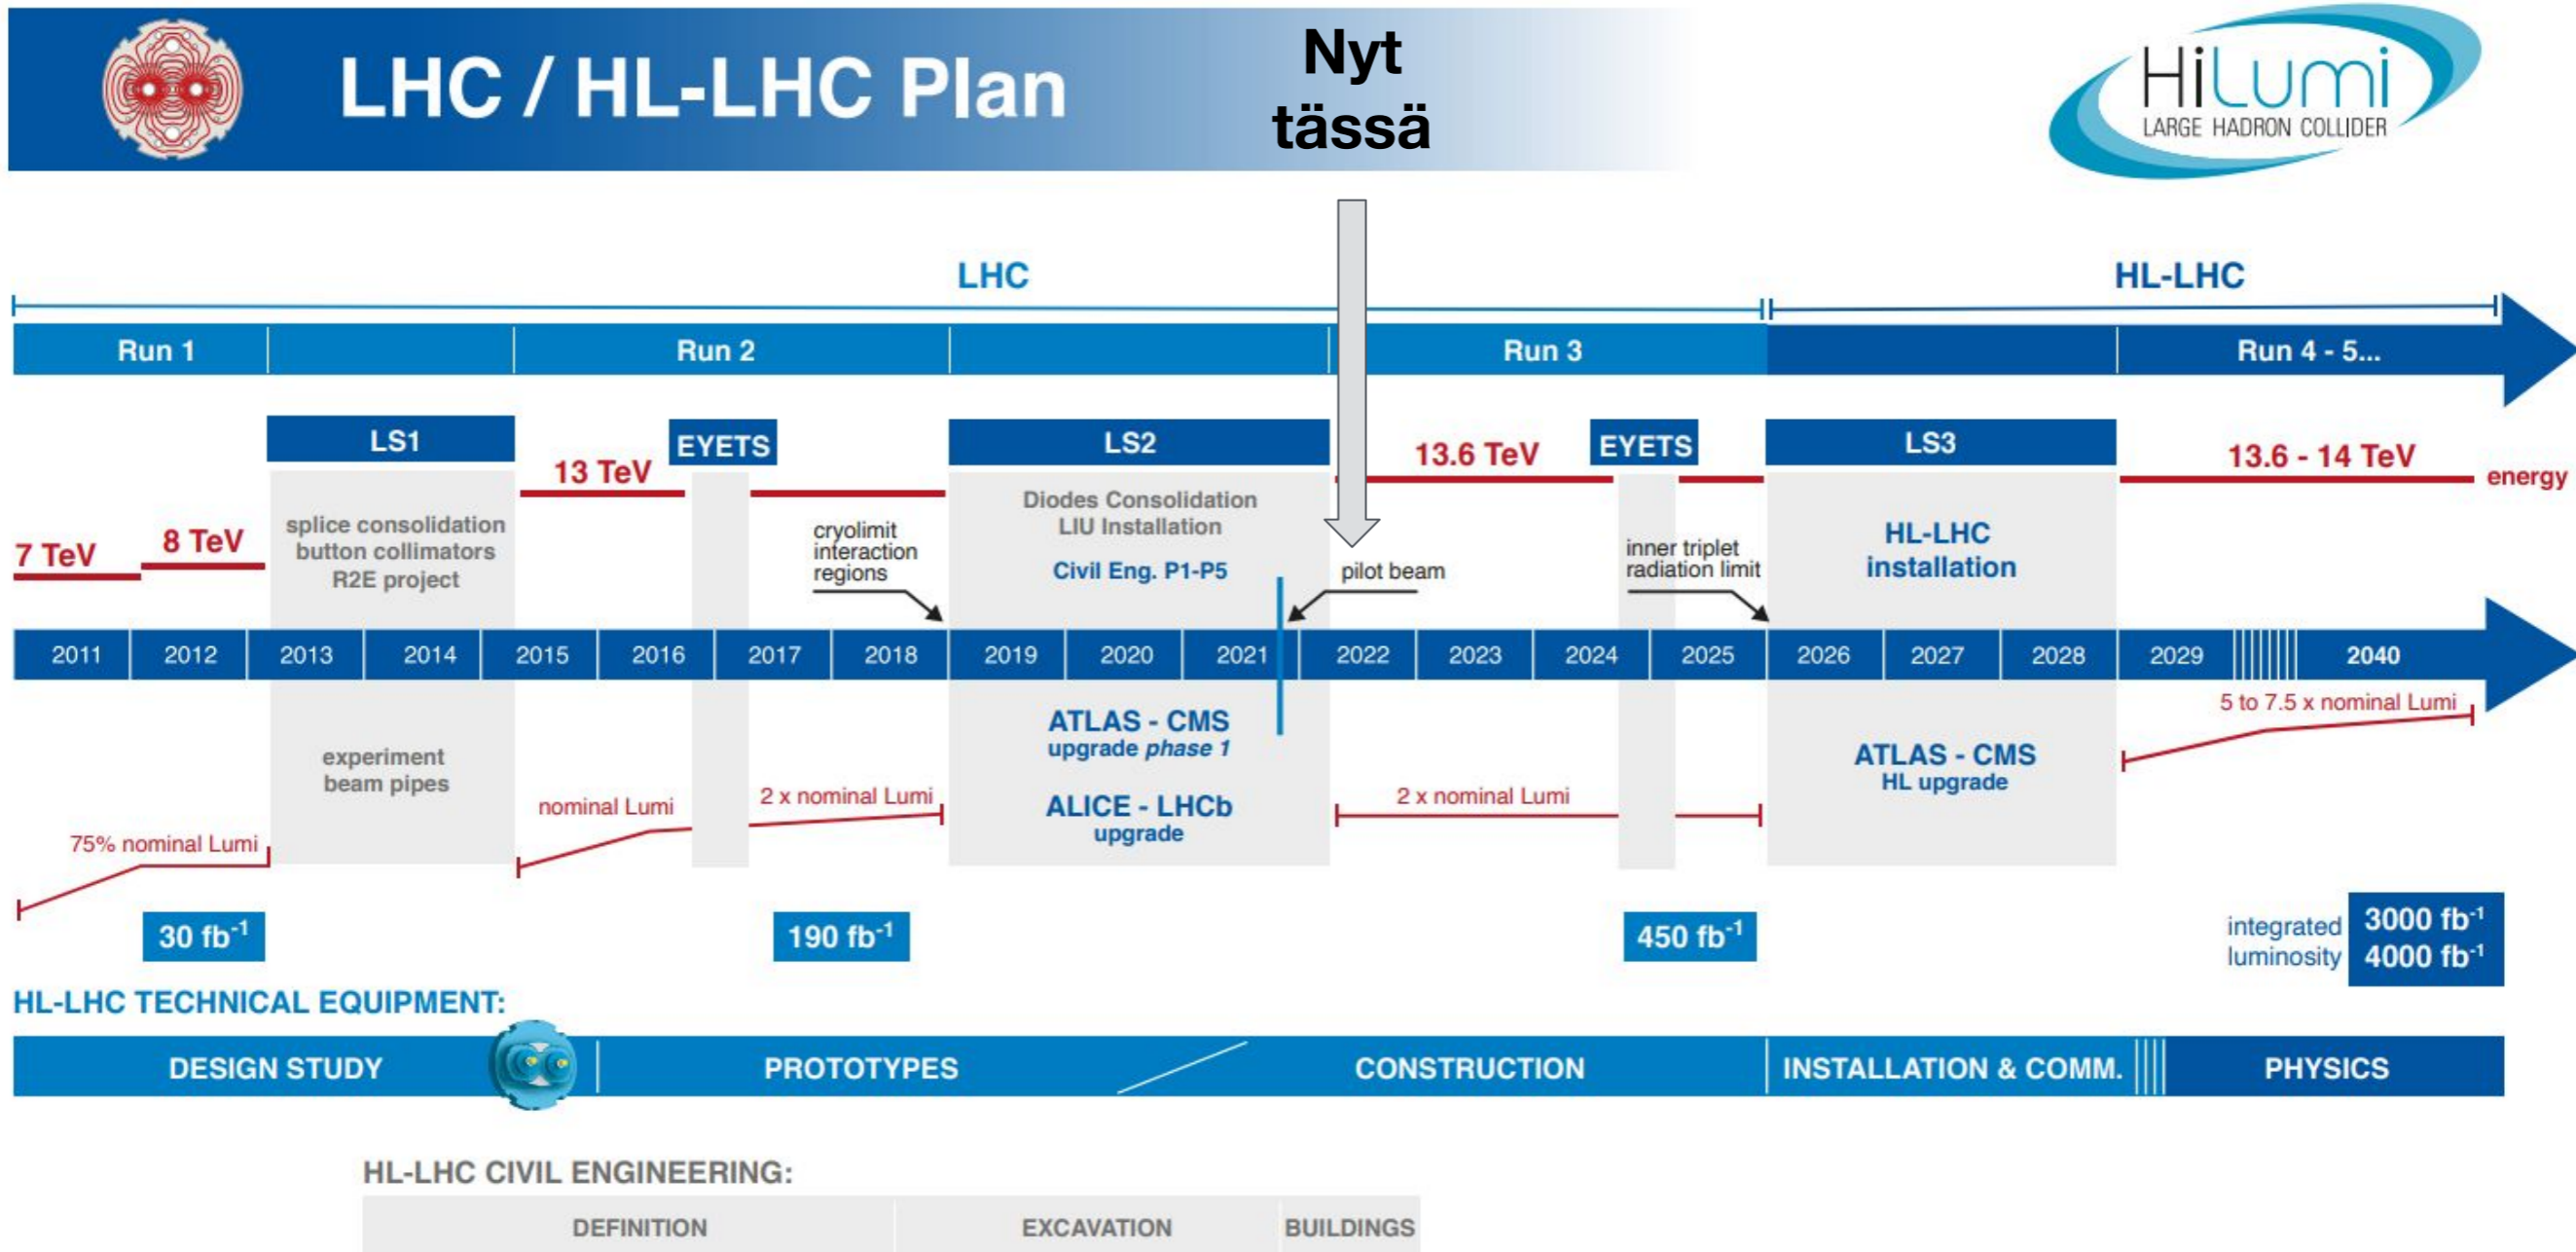 LHC / HL-LHC Plan
Nyt
tässä
HiLumi
LARGE HADRON COLLIDER
LHC
HL-LHC
Run 1
Run 2
Run 3
Run 4 - 5...
LS1
EYETS
LS2
EYETS
LS3
13 TeV
13.6 TeV
13.6 - 14 TeV
energy
7 TeV
8 TeV
splice consolidation
button collimators
R2E project
cryolimit
interaction
regions
Diodes Consolidation
LIU Installation
Civil Eng. P1-P5
pilot beam
inner triplet
radiation limit
HL-LHC
installation
2011 2012 2013 2014 2015 2016 2017 2018 2019 2020 2021 2022 2023 2024 2025 2026 2027 2028 2029 2040
5 to 7.5 x nominal Lumi
experiment
beam pipes
ATLAS - CMS
upgrade phase 1
ALICE - LHCb
upgrade
ATLAS - CMS
HL upgrade
75% nominal Lumi
nominal Lumi
2 x nominal Lumi
2 x nominal Lumi
30 fb⁻¹
190 fb⁻¹
450 fb⁻¹
integrated
luminosity
3000 fb⁻¹
4000 fb⁻¹
HL-LHC TECHNICAL EQUIPMENT:
DESIGN STUDY
PROTOTYPES
CONSTRUCTION
INSTALLATION & COMM.
PHYSICS
HL-LHC CIVIL ENGINEERING:
DEFINITION
EXCAVATION
BUILDINGS